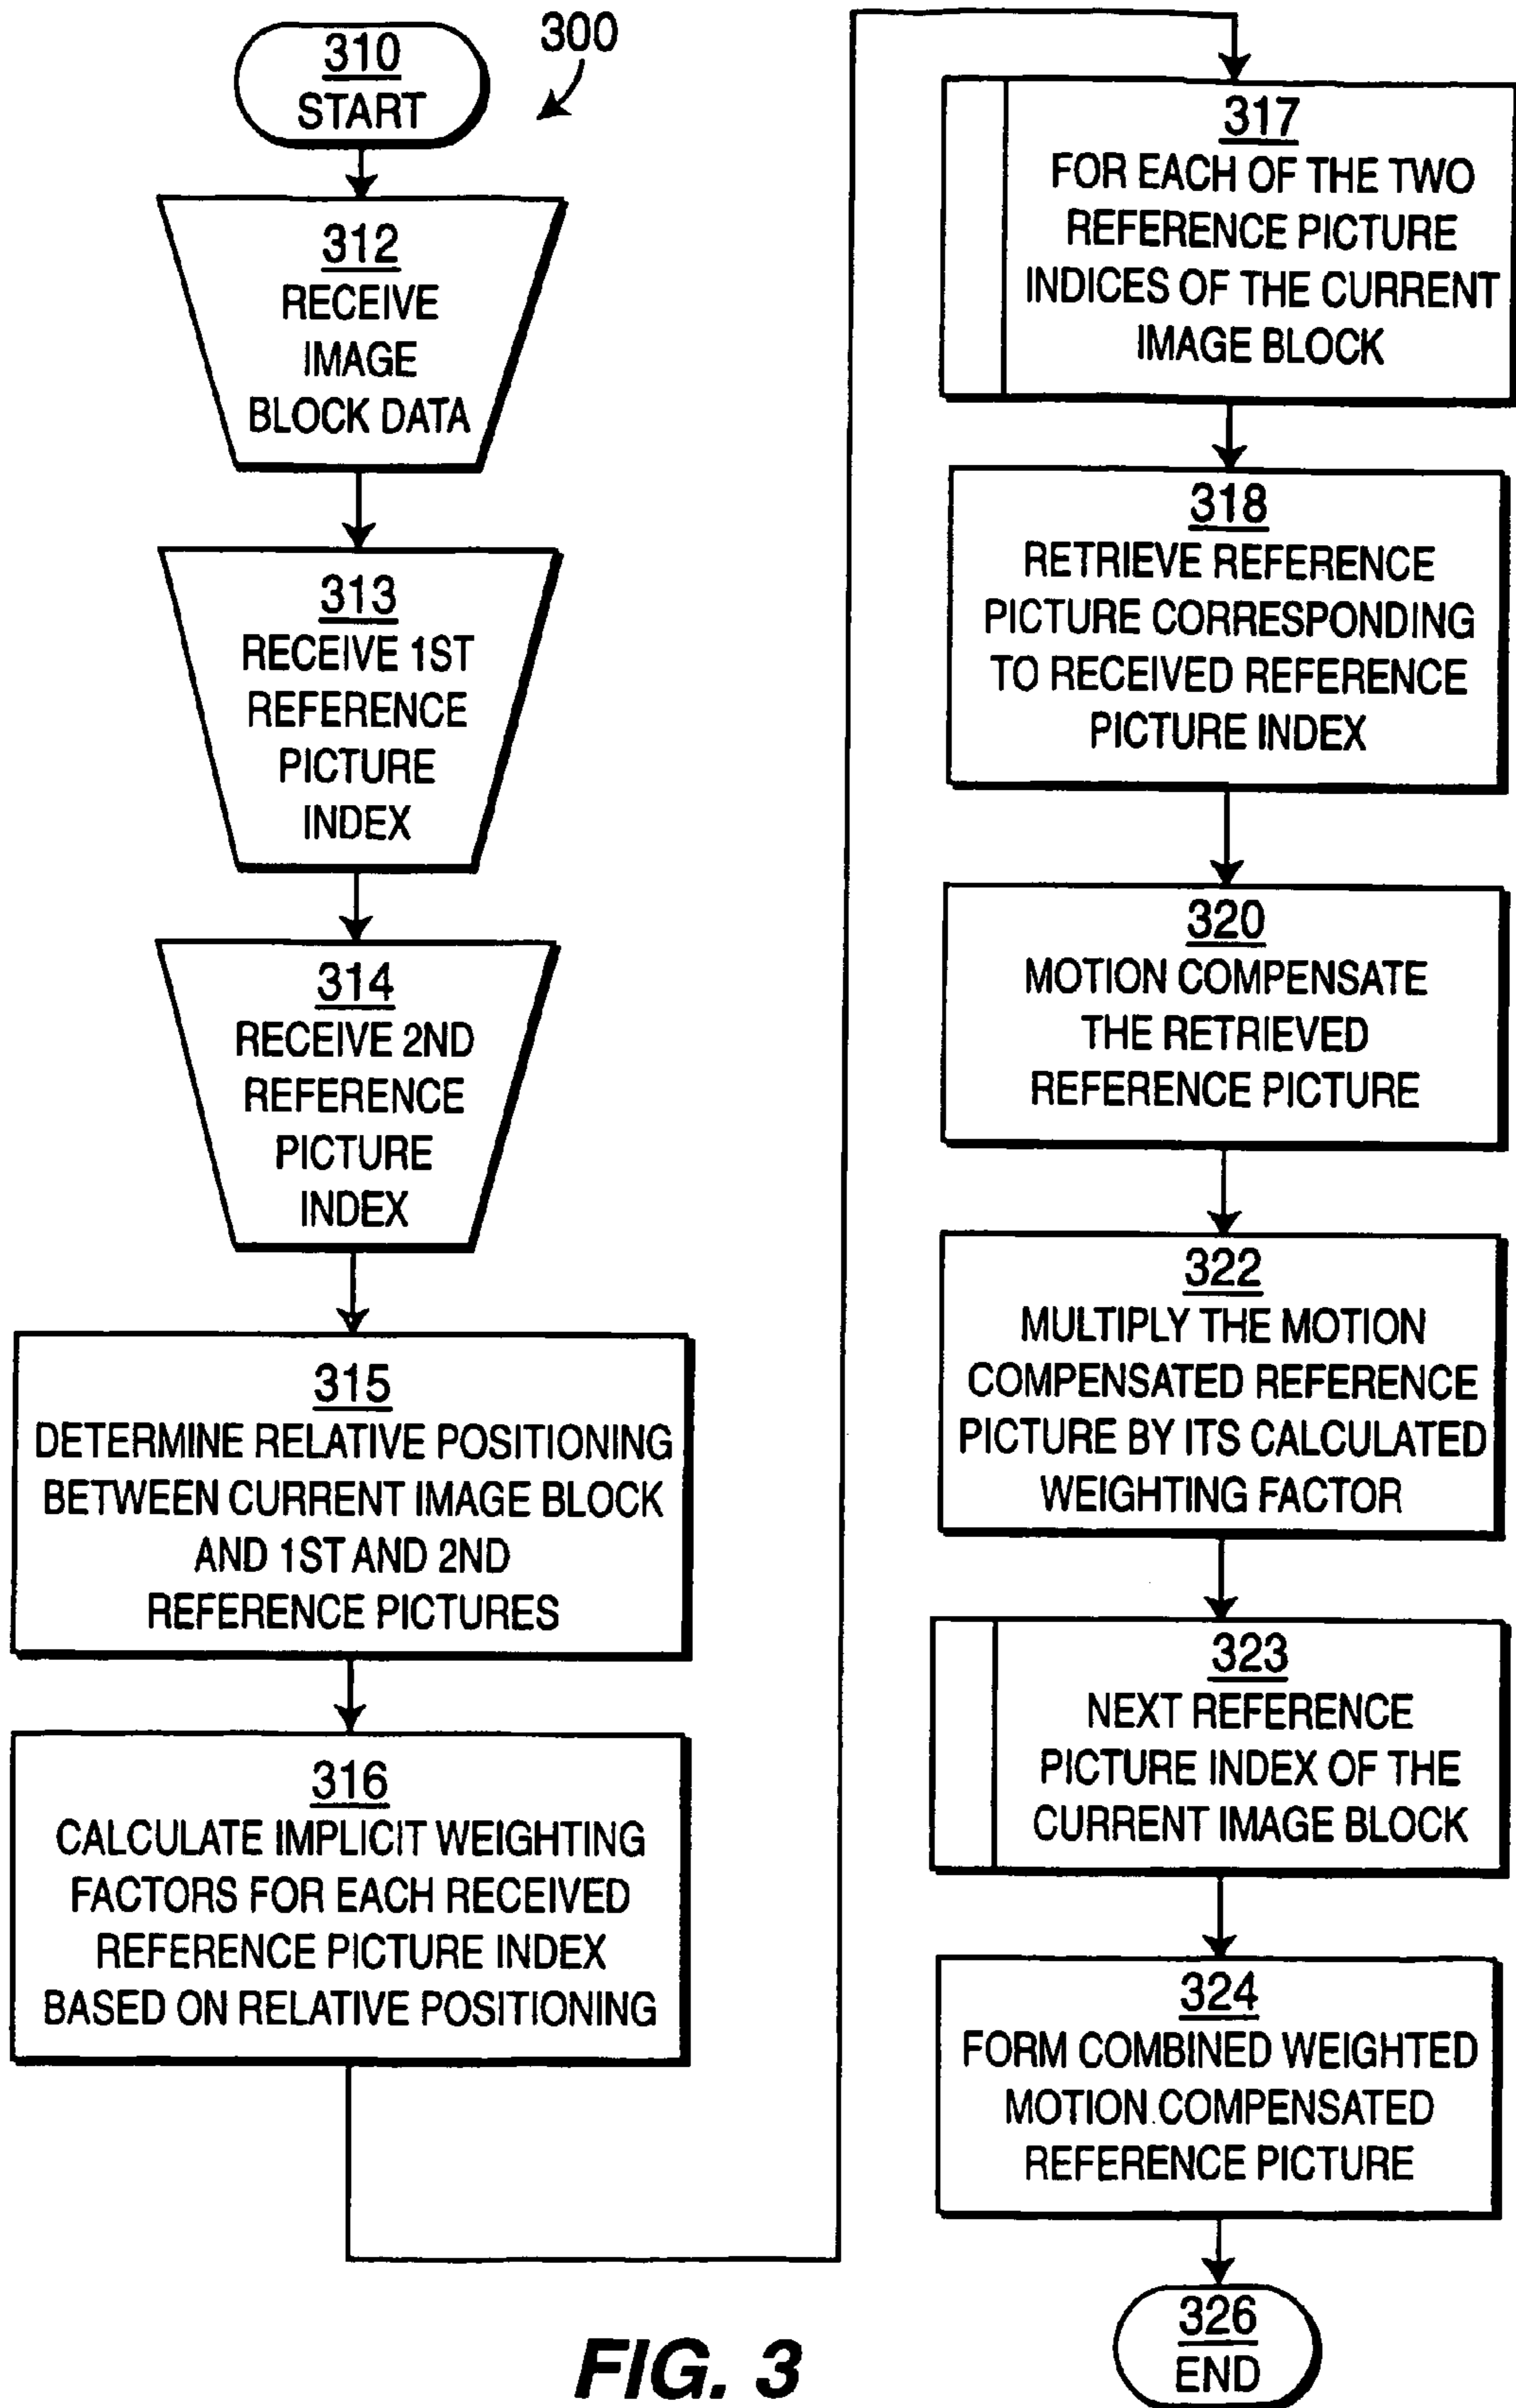 310
START
300
312
RECEIVE
IMAGE
BLOCK DATA
313
RECEIVE 1ST
REFERENCE
PICTURE
INDEX
314
RECEIVE 2ND
REFERENCE
PICTURE
INDEX
315
DETERMINE RELATIVE POSITIONING
BETWEEN CURRENT IMAGE BLOCK
AND 1ST AND 2ND
REFERENCE PICTURES
316
CALCULATE IMPLICIT WEIGHTING
FACTORS FOR EACH RECEIVED
REFERENCE PICTURE INDEX
BASED ON RELATIVE POSITIONING
317
FOR EACH OF THE TWO
REFERENCE PICTURE
INDICES OF THE CURRENT
IMAGE BLOCK
318
RETRIEVE REFERENCE
PICTURE CORRESPONDING
TO RECEIVED REFERENCE
PICTURE INDEX
320
MOTION COMPENSATE
THE RETRIEVED
REFERENCE PICTURE
322
MULTIPLY THE MOTION
COMPENSATED REFERENCE
PICTURE BY ITS CALCULATED
WEIGHTING FACTOR
323
NEXT REFERENCE
PICTURE INDEX OF THE
CURRENT IMAGE BLOCK
324
FORM COMBINED WEIGHTED
MOTION COMPENSATED
REFERENCE PICTURE
326
END
FIG. 3